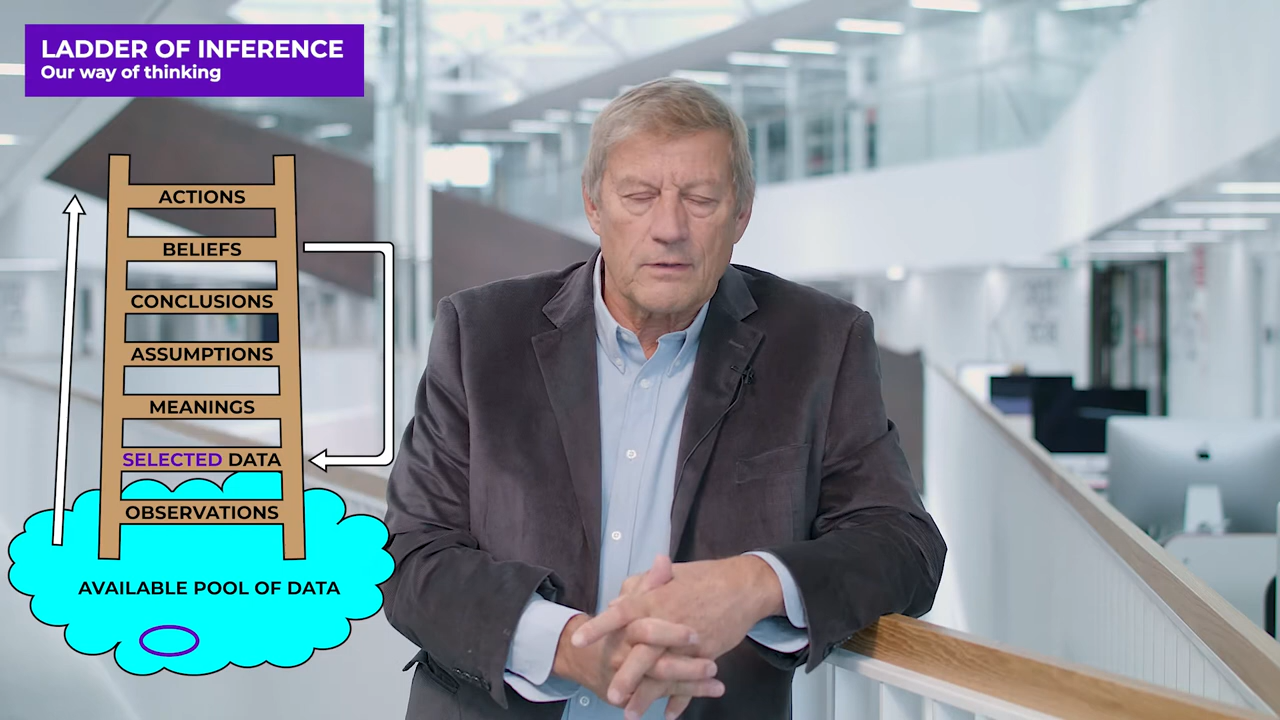 LADDER OF INFERENCE
Our way of thinking
ACTIONS
BELIEFS
CONCLUSIONS
ASSUMPTIONS
MEANINGS
SELECTED DATA
OBSERVATIONS
AVAILABLE POOL OF DATA